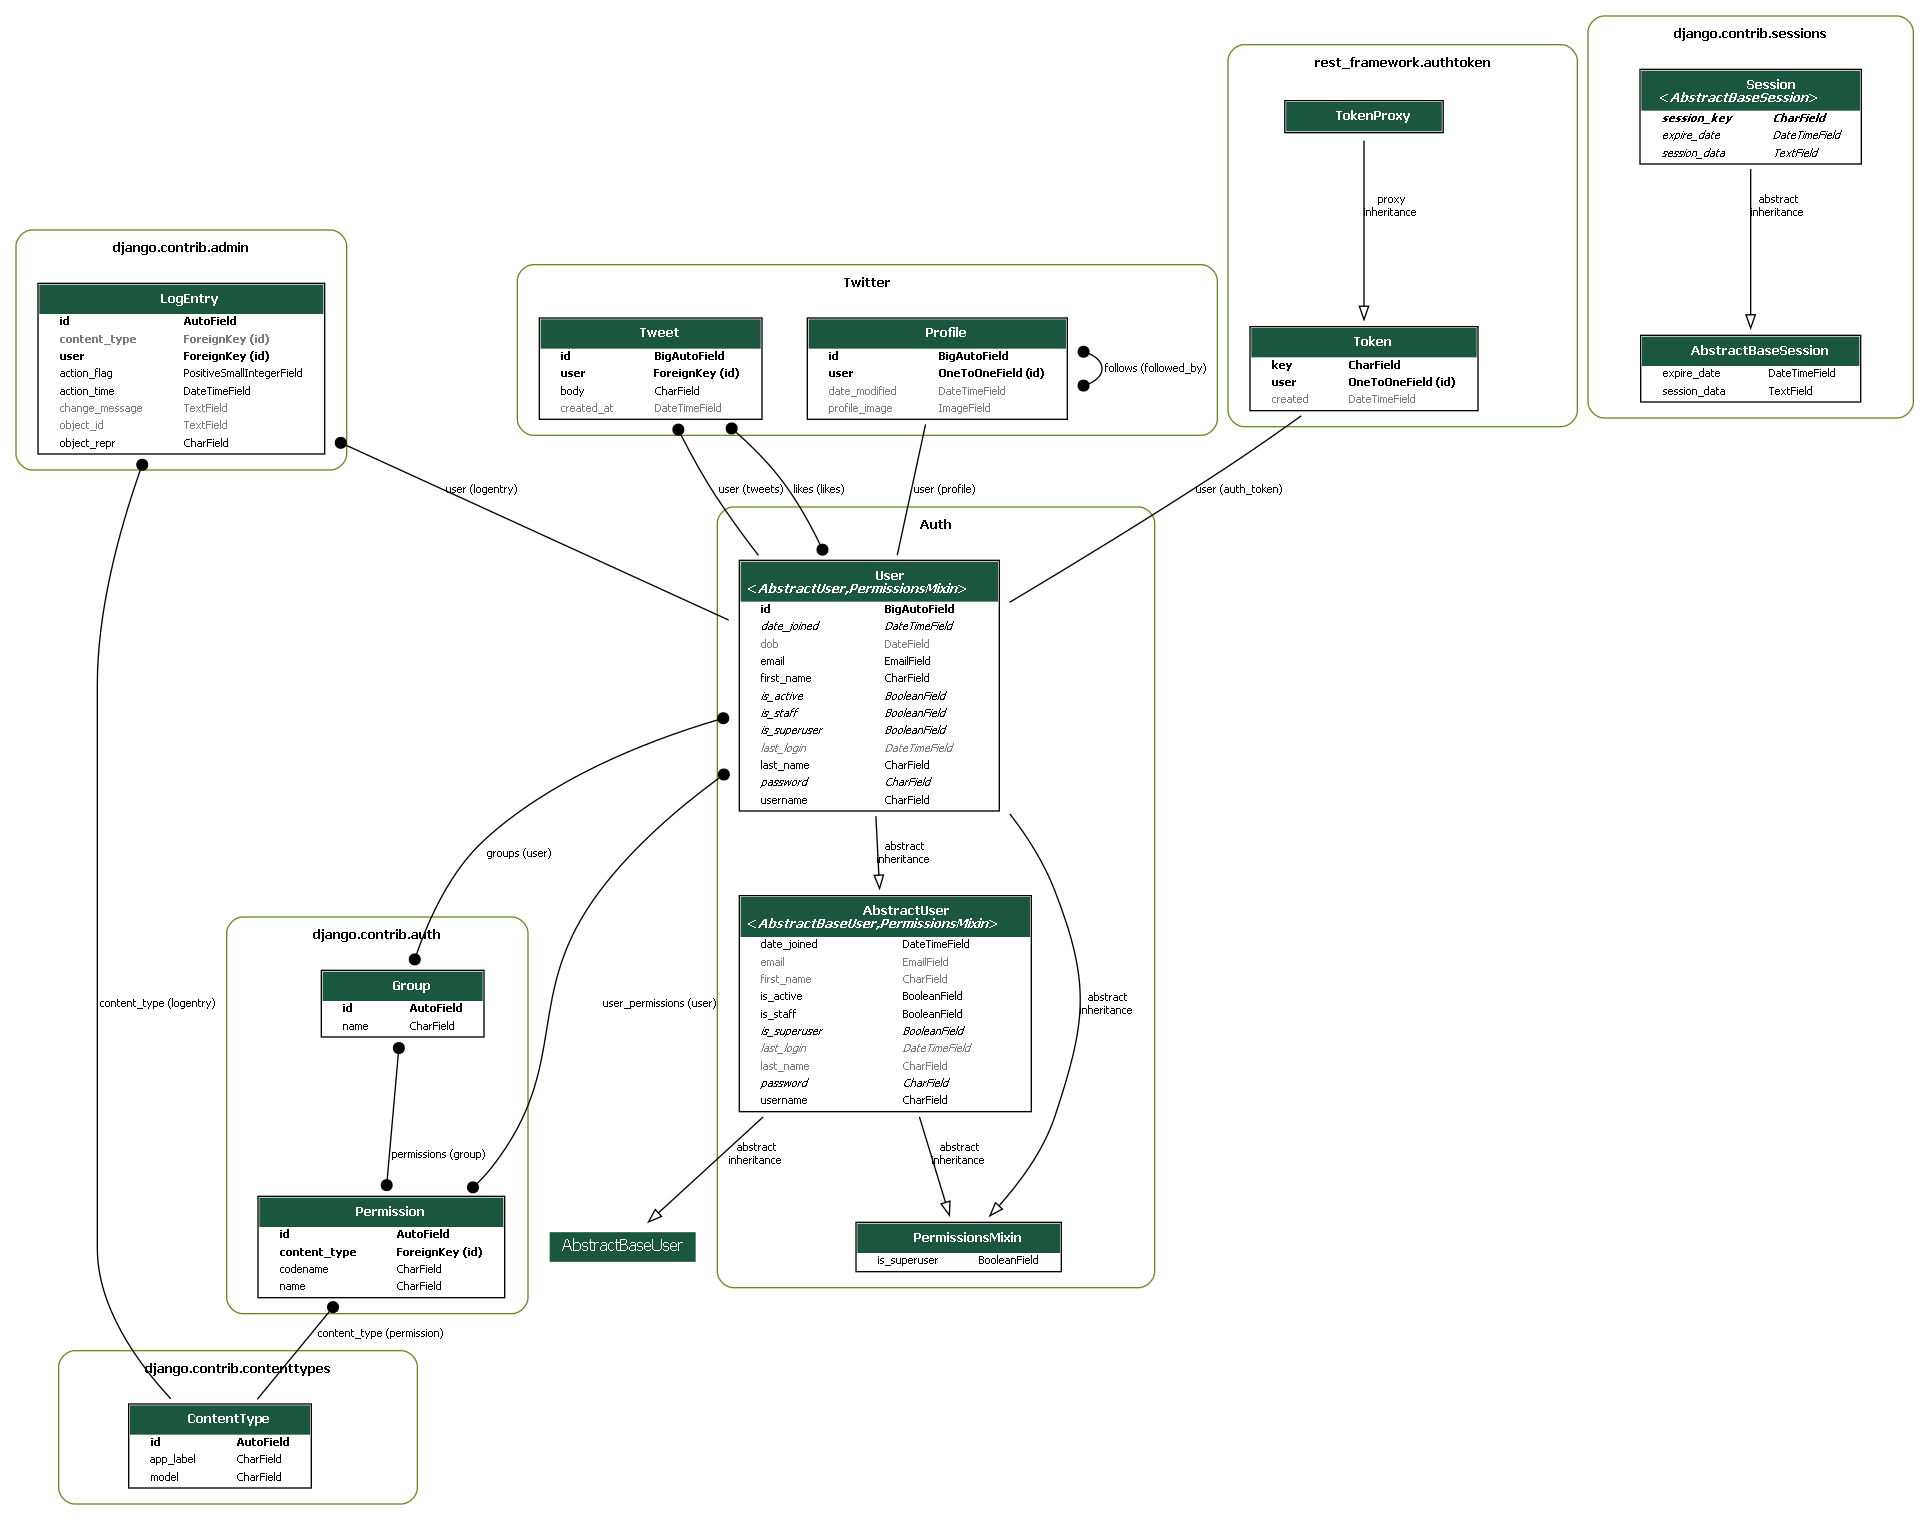 django.contrib.sessions
Session
<AbstractBaseSession>
session_key CharField
expire_date DateTimeField
session_data TextField
abstract
inheritance
AbstractBaseSession
expire_date DateTimeField
session_data TextField
rest_framework.authtoken
TokenProxy
proxy
inheritance
Token
key CharField
user OneToOneField (id)
created DateTimeField
user (auth_token)
django.contrib.admin
LogEntry
id AutoField
content_type ForeignKey (id)
user ForeignKey (id)
action_flag PositiveSmallIntegerField
action_time DateTimeField
change_message TextField
object_id TextField
object_repr CharField
user (logentry)
Twitter
Tweet
id BigAutoField
user ForeignKey (id)
body CharField
created_at DateTimeField
Profile
id BigAutoField
user OneToOneField (id)
date_modified DateTimeField
profile_image ImageField
follows (followed_by)
user (tweets)
likes (likes)
user (profile)
Auth
User
<AbstractUser,PermissionsMixin>
id BigAutoField
date_joined DateTimeField
dob DateField
email EmailField
first_name CharField
is_active BooleanField
is_staff BooleanField
is_superuser BooleanField
last_login DateTimeField
last_name CharField
password CharField
username CharField
abstract
inheritance
groups (user)
AbstractUser
<AbstractBaseUser,PermissionsMixin>
date_joined DateTimeField
email EmailField
first_name CharField
is_active BooleanField
is_staff BooleanField
is_superuser BooleanField
last_login DateTimeField
last_name CharField
password CharField
username CharField
abstract
inheritance
abstract
inheritance
abstract
inheritance
AbstractBaseUser
PermissionsMixin
is_superuser BooleanField
django.contrib.auth
Group
id AutoField
name CharField
content_type (logentry)
user_permissions (user)
permissions (group)
Permission
id AutoField
content_type ForeignKey (id)
codename CharField
name CharField
content_type (permission)
django.contrib.contenttypes
ContentType
id AutoField
app_label CharField
model CharField